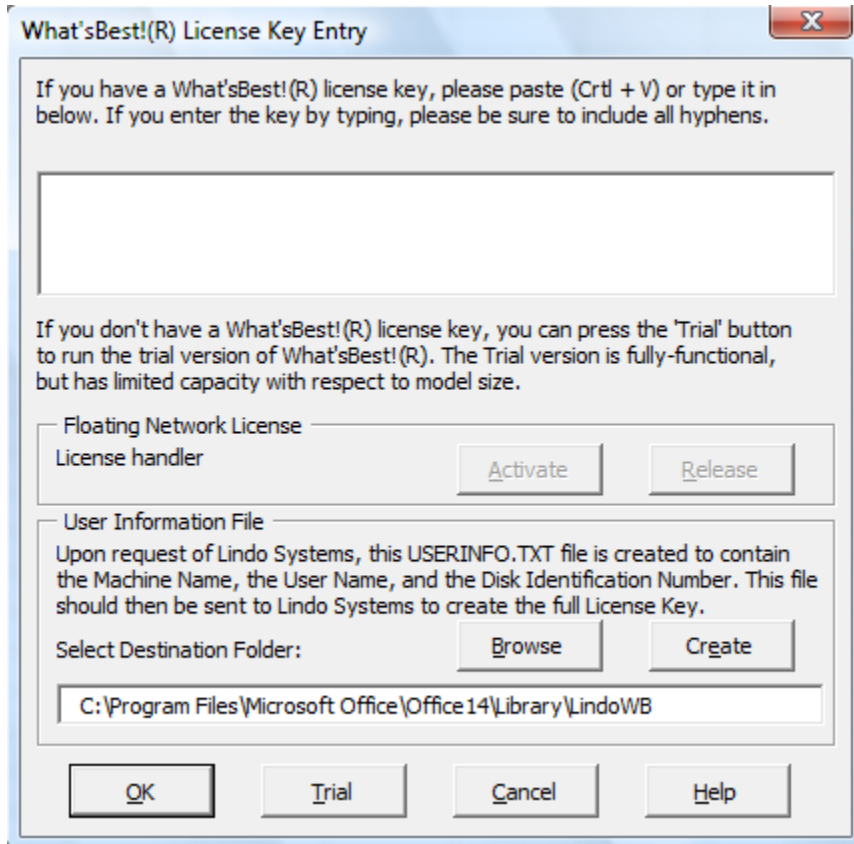 What'sBest!(R) License Key Entry
If you have a What'sBest!(R) license key, please paste (Crtl + V) or type it in
below. If you enter the key by typing, please be sure to include all hyphens.
If you don't have a What'sBest!(R) license key, you can press the 'Trial' button
to run the trial version of What'sBest!(R). The Trial version is fully-functional,
but has limited capacity with respect to model size.
Floating Network License
License handler
Activate
Release
User Information File
Upon request of Lindo Systems, this USERINFO.TXT file is created to contain
the Machine Name, the User Name, and the Disk Identification Number. This file
should then be sent to Lindo Systems to create the full License Key.
Select Destination Folder:
Browse
Create
C:\Program Files\Microsoft Office\Office14\Library\LindoWB
OK
Trial
Cancel
Help